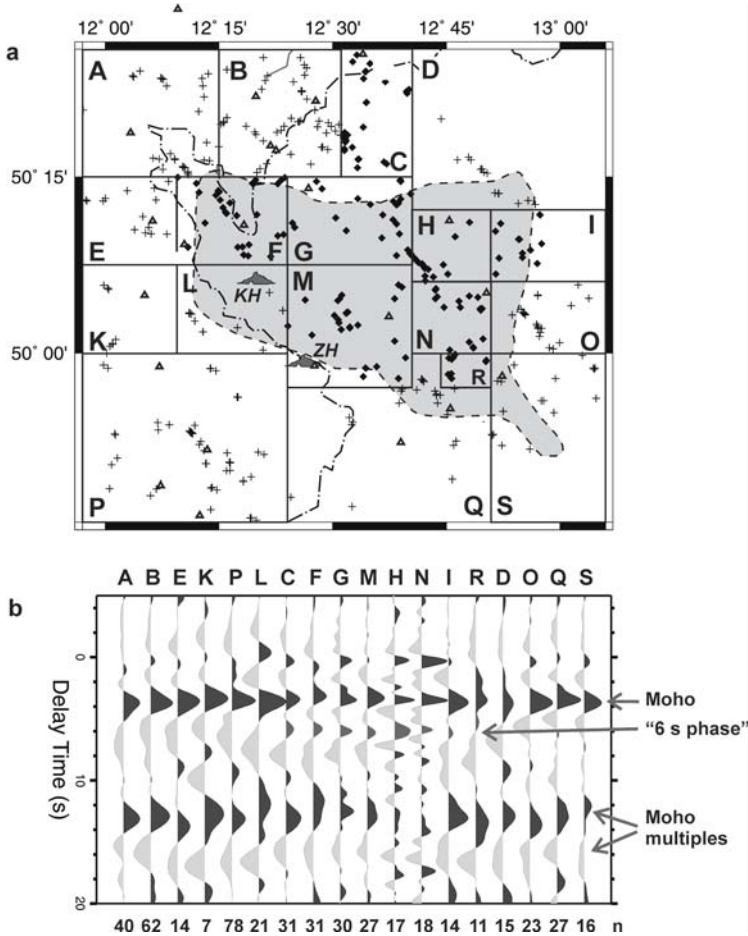 12° 00' 12° 15' 12° 30' 12° 45' 13° 00'
a
A B D
C
50° 15'
E F G H I
L M
KH
K N O
50° 00'
ZH
R
P Q S
A B E K P L C F G M H N I R D O Q S
b
0
10
20
Delay Time (s)
Moho
"6 s phase"
Moho
multiples
40 62 14 7 78 21 31 31 30 27 17 18 14 11 15 23 27 16 n